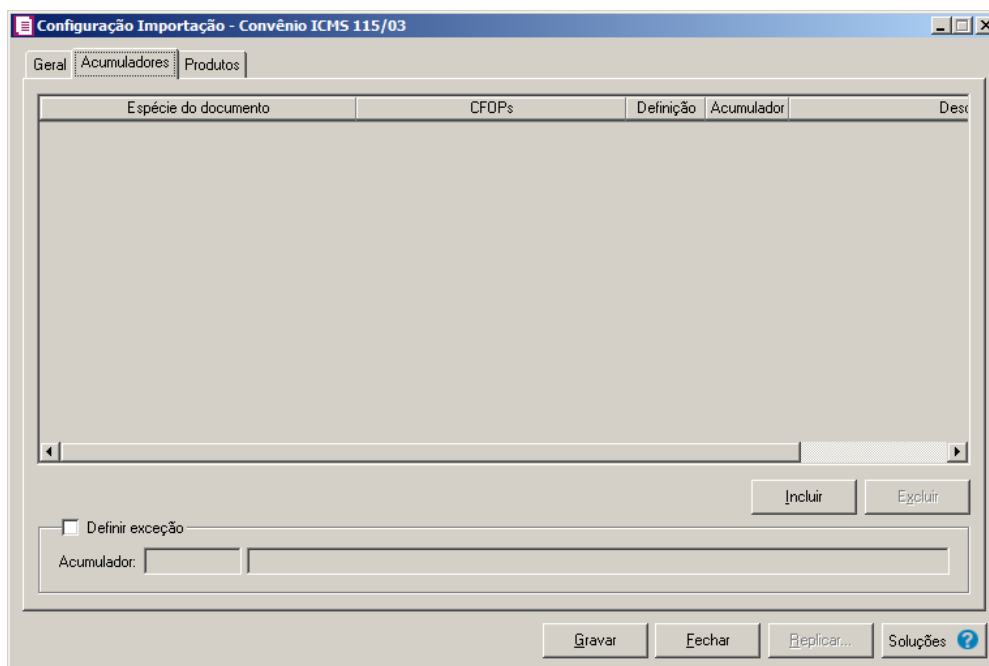 Configuração Importação - Convênio ICMS 115/03
Geral Acumuladores Produtos
Espécie do documento CFOPs Definição Acumulador Desc
Incluir Excluir
Definir exceção
Acumulador:
Gravar Fechar Replicar... Soluções ?